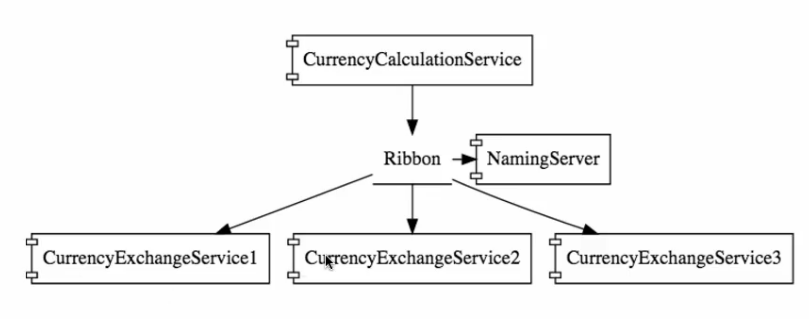 CurrencyCalculationService
Ribbon
NamingServer
CurrencyExchangeService1
CurrencyExchangeService2
CurrencyExchangeService3